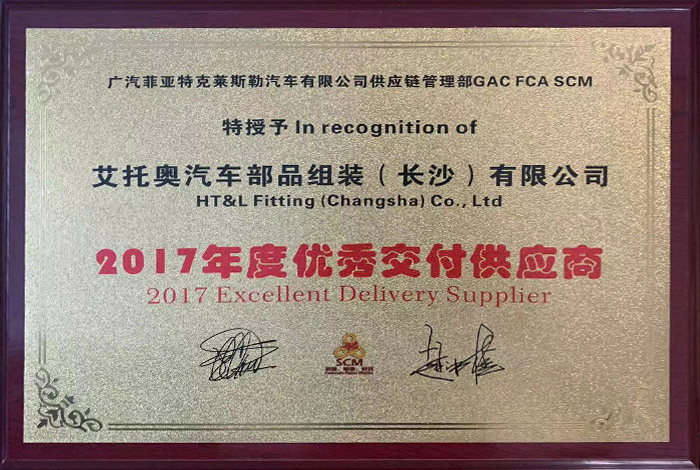 广汽菲亚特克莱斯勒汽车有限公司供应链管理部GAC FCA SCM
特授予 In recognition of
艾托奥汽车部品组装（长沙）有限公司
HT&L Fitting (Changsha) Co., Ltd
2017年度优秀交付供应商
2017 Excellent Delivery Supplier
SCM